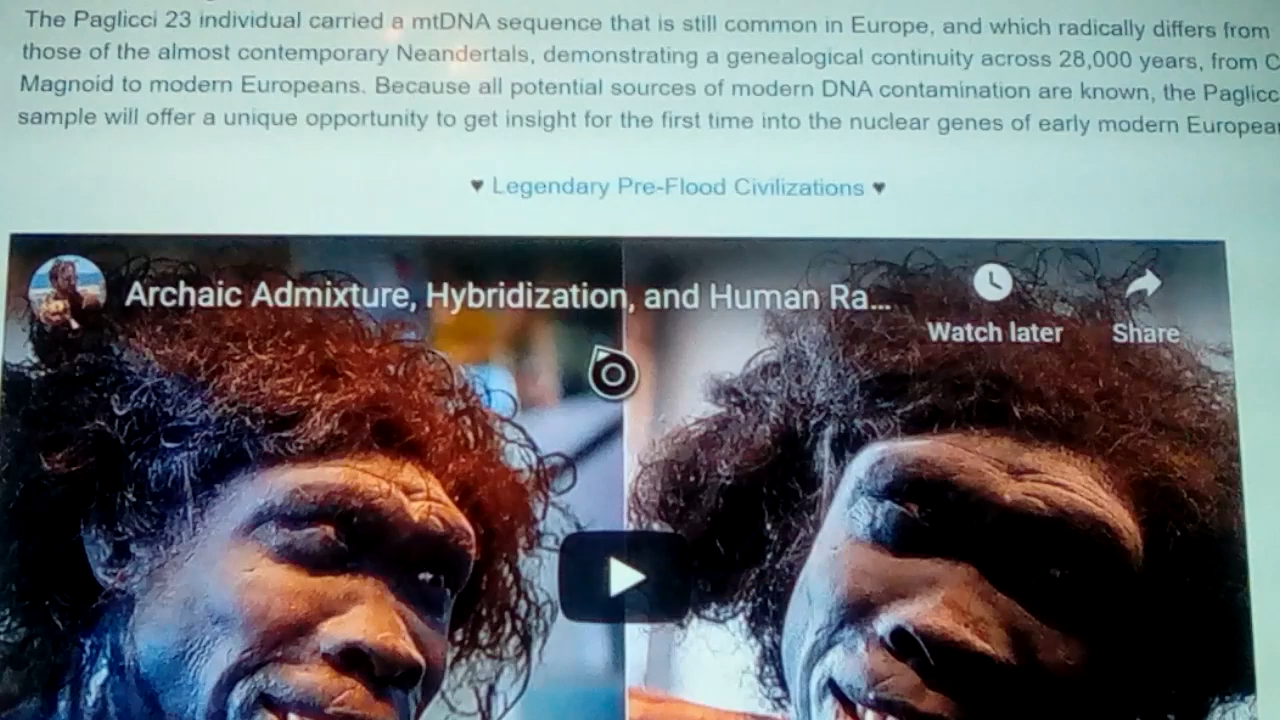 The Paglicci 23 individual carried a mtDNA sequence that is still common in Europe, and which radically differs from
those of the almost contemporary Neandertals, demonstrating a genealogical continuity across 28,000 years, from C
Magnoid to modern Europeans. Because all potential sources of modern DNA contamination are known, the Paglicc
sample will offer a unique opportunity to get insight for the first time into the nuclear genes of early modern Europea
♥ Legendary Pre-Flood Civilizations ♥
Archaic Admixture, Hybridization, and Human Ra...
Watch later
Share